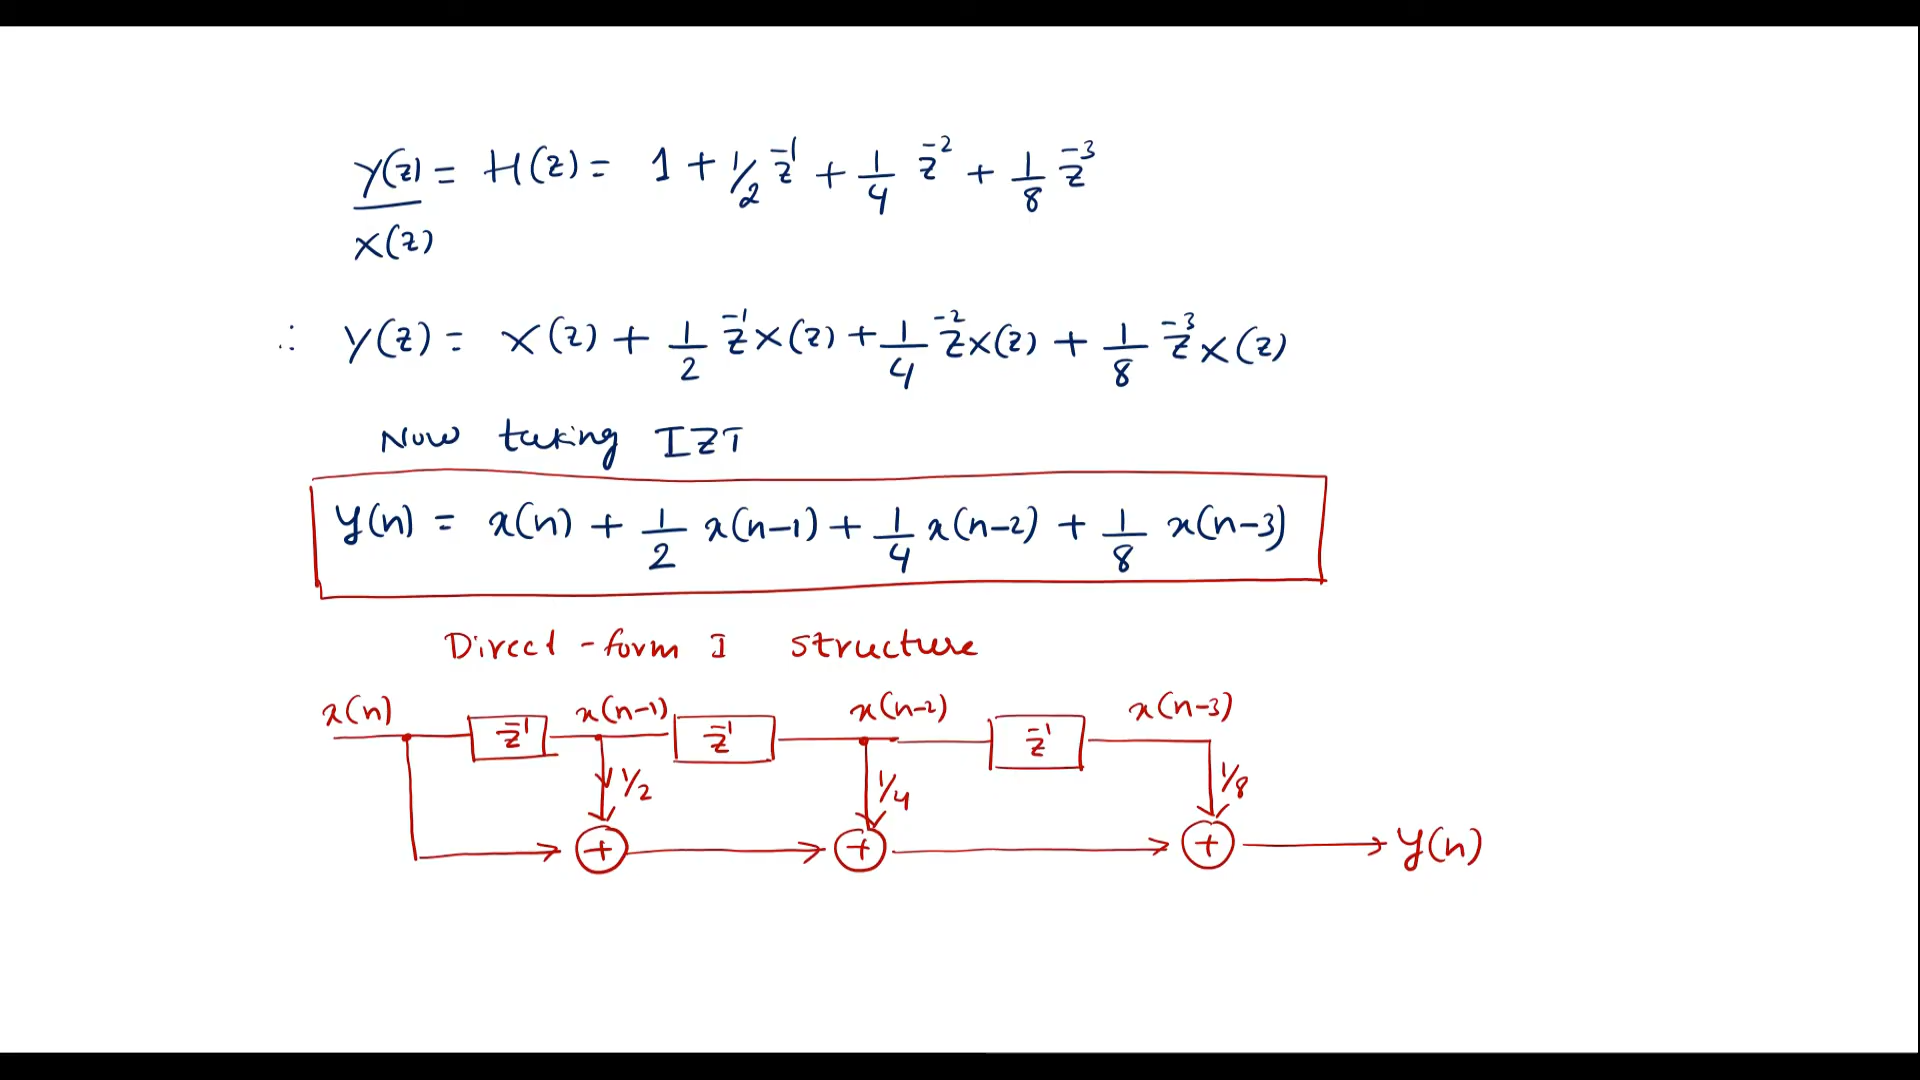 Y(z)/X(z) = H(z) = 1 + 1/2 z⁻¹ + 1/4 z⁻² + 1/8 z⁻³
∴ Y(z) = X(z) + 1/2 z⁻¹ X(z) + 1/4 z⁻² X(z) + 1/8 z⁻³ X(z)
Now taking IZT
y(n) = x(n) + 1/2 x(n-1) + 1/4 x(n-2) + 1/8 x(n-3)
Direct-form I structure
x(n) z⁻¹ x(n-1) z⁻¹ x(n-2) z⁻¹ x(n-3)
1/2 1/4 1/8
+ + + y(n)